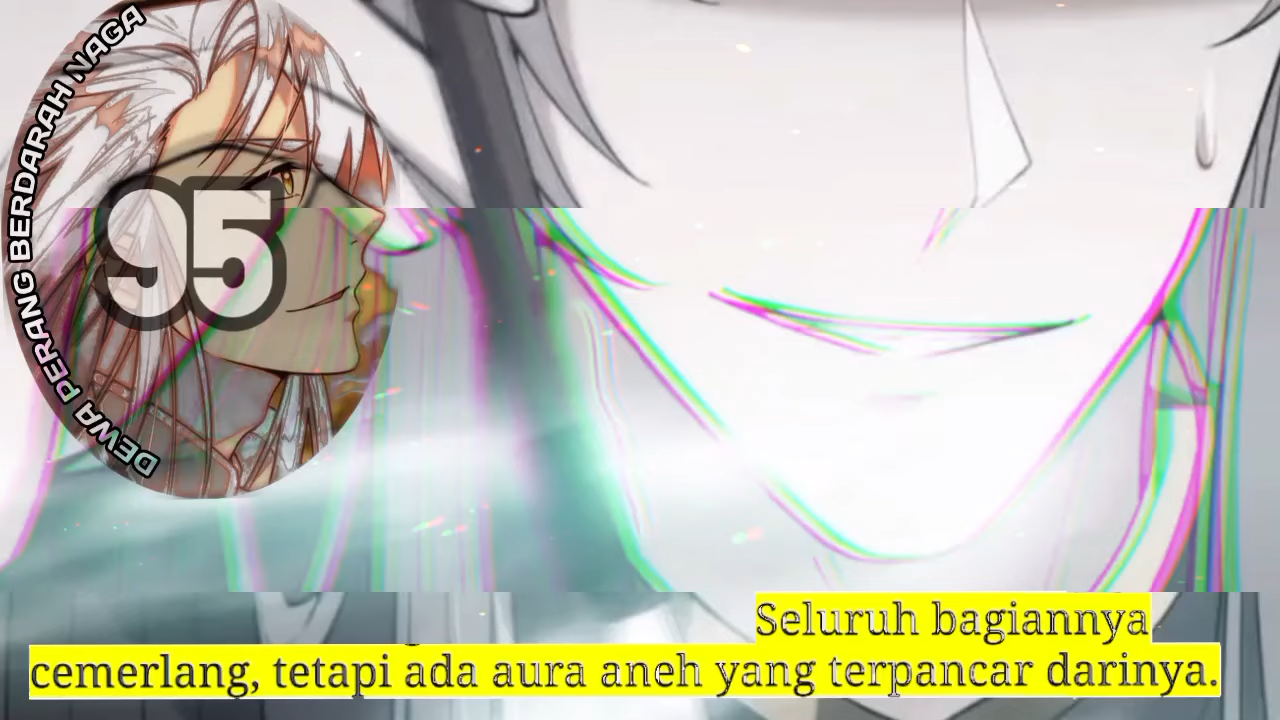 DEWA PERANG BERDARAH NAGA
95
Seluruh bagiannya
cemerlang, tetapi ada aura aneh yang terpancar darinya.